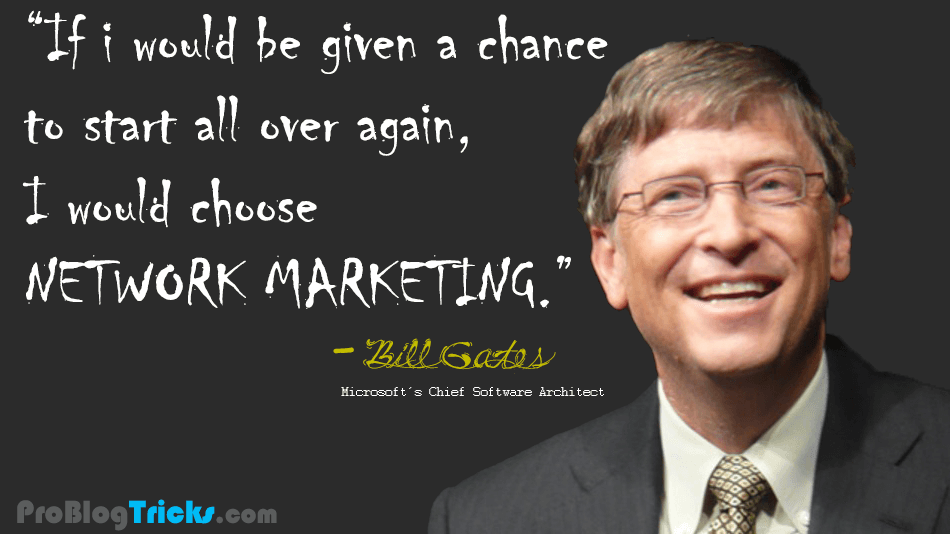 “If i would be given a chance
to start all over again,
I would choose
NETWORK MARKETING.”
– Bill Gates
Microsoft´s Chief Software Architect
ProBlogTricks.com